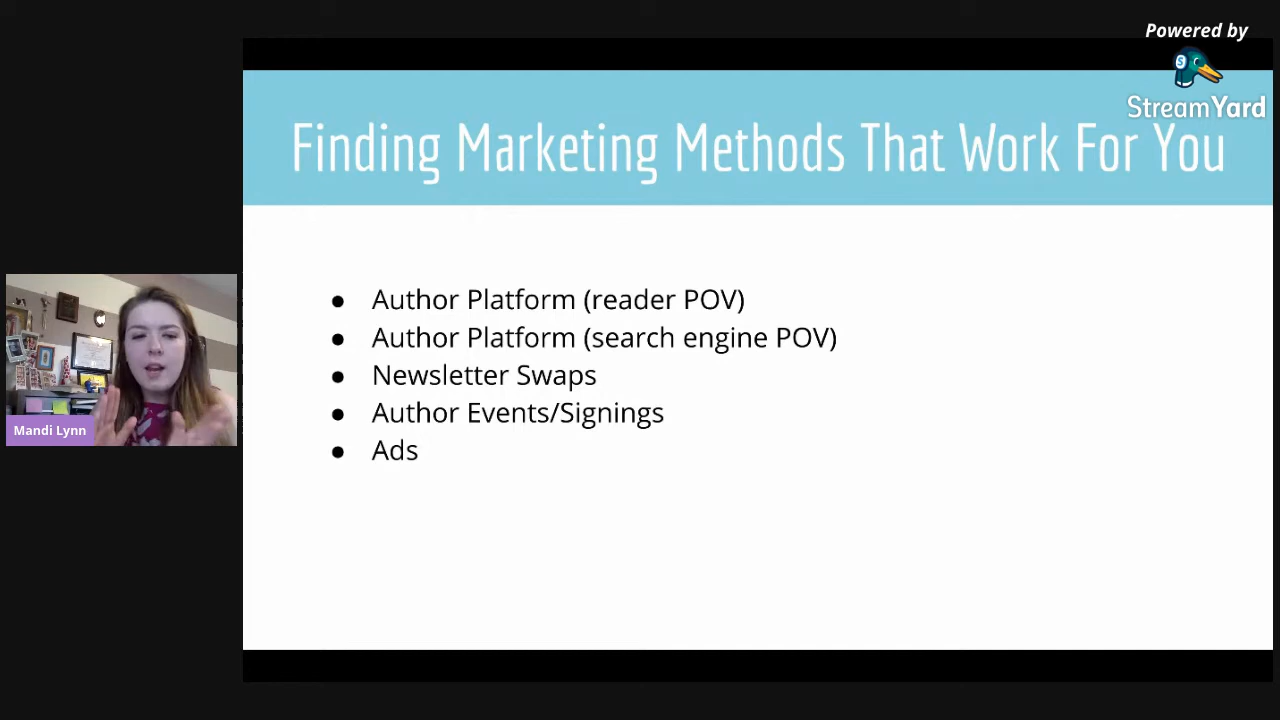 Powered by
StreamYard
Finding Marketing Methods That Work For You
● Author Platform (reader POV)
● Author Platform (search engine POV)
● Newsletter Swaps
● Author Events/Signings
● Ads
Mandi Lynn